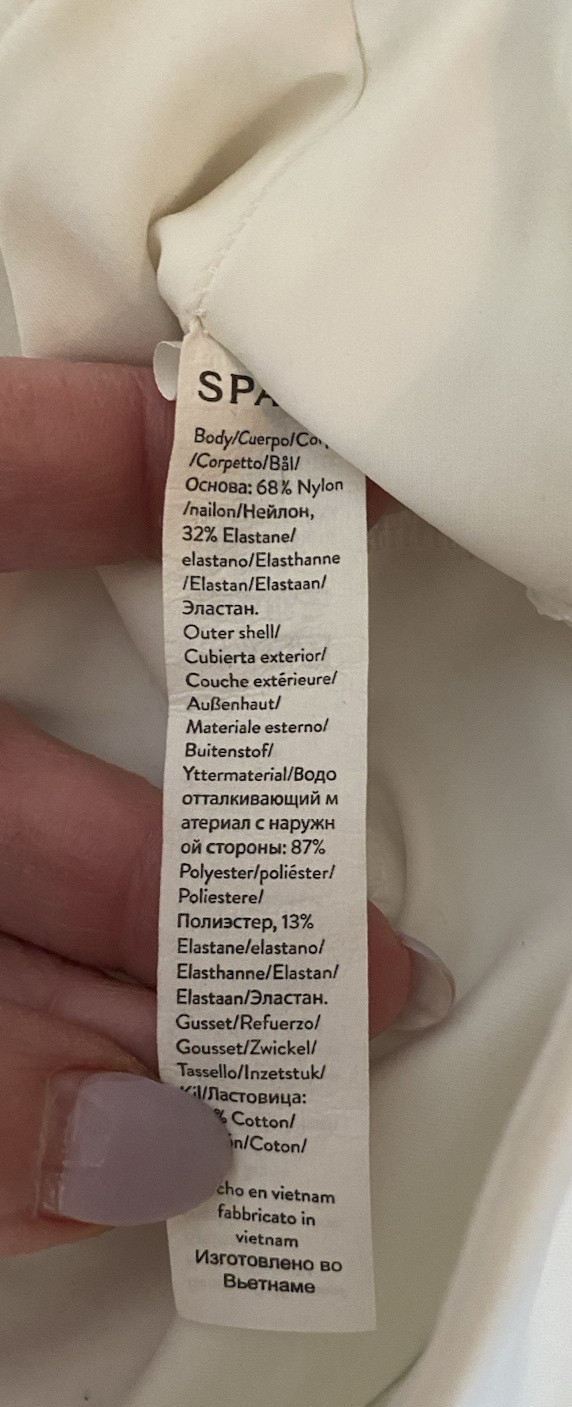 SPA
Body/Cuerpo/Co
/Corpetto/Bål/
Основа: 68% Nylon
/nailon/Нейлон,
32% Elastane/
elastano/Elasthanne
/Elastan/Elastaan/
Эластан.
Outer shell/
Cubierta exterior/
Couche extérieure/
Außenhaut/
Materiale esterno/
Buitenstof/
Yttermaterial/Водо
отталкивающий м
атериал с наружн
ой стороны: 87%
Polyester/poliéster/
Poliestere/
Полиэстер, 13%
Elastane/elastano/
Elasthanne/Elastan/
Elastaan/Эластан.
Gusset/Refuerzo/
Gousset/Zwickel/
Tassello/Inzetstuk/
Kil/Ластовица:
% Cotton/
ón/Coton/
cho en vietnam
fabbricato in
vietnam
Изготовлено во
Вьетнаме